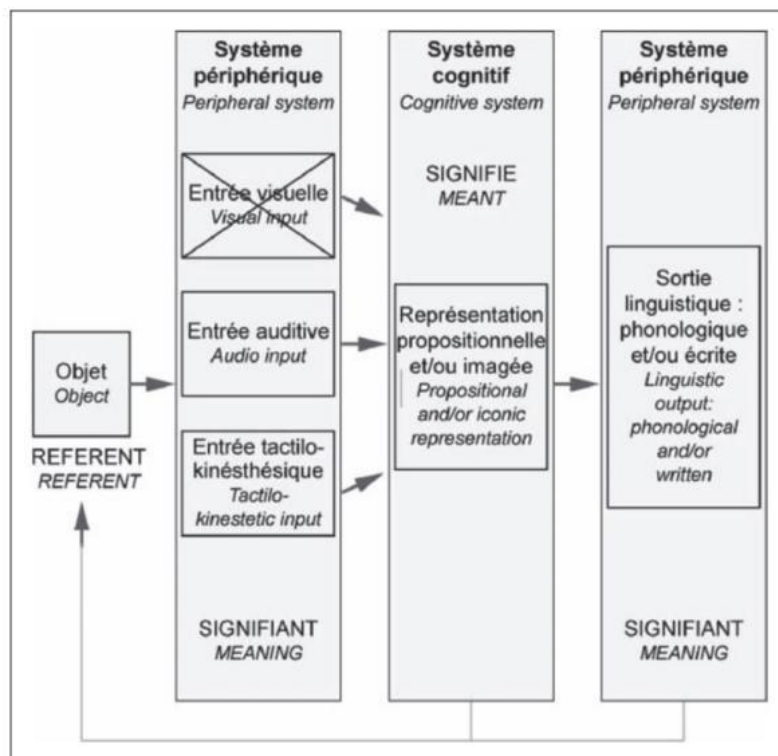 Système
périphérique
Peripheral system
Entrée visuelle
Visual input
Entrée auditive
Audio input
Entrée tactilo-
kinésthésique
Tactilo-
kinestetic input
SIGNIFIANT
MEANING
Objet
Object
REFERENT
REFERENT
Système
cognitif
Cognitive system
SIGNIFIE
MEANT
Représentation
propositionnelle
et/ou imagée
Propositional
and/or iconic
representation
Système
périphérique
Peripheral system
Sortie
linguistique :
phonologique
et/ou écrite
Linguistic
output:
phonological
and/or
written
SIGNIFIANT
MEANING